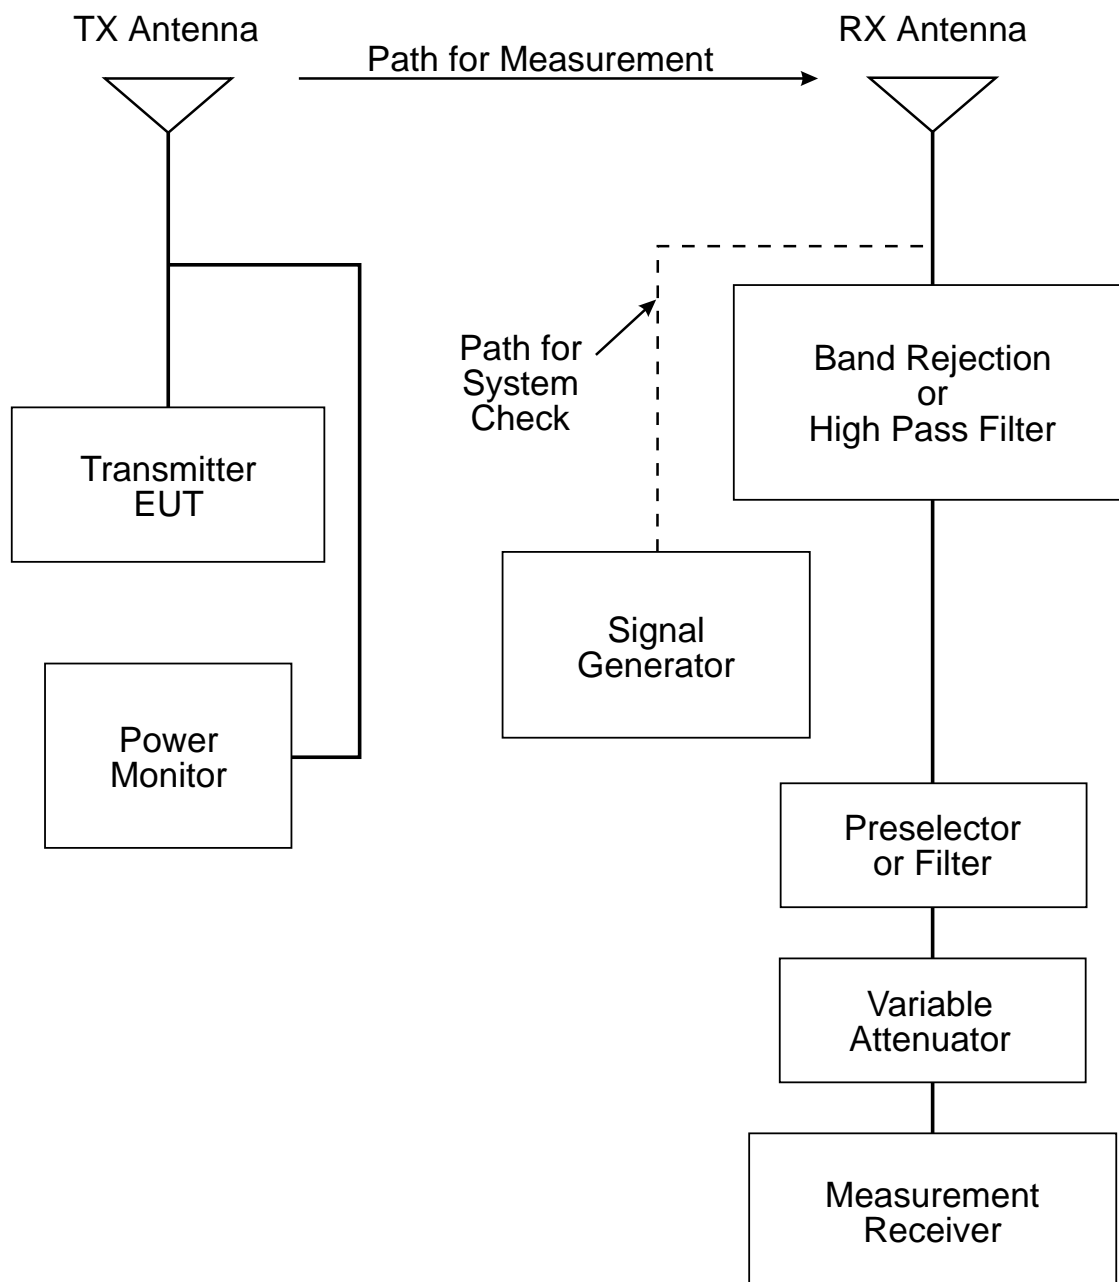 TX Antenna
RX Antenna
Path for Measurement
Path for
System
Check
Band Rejection
or
High Pass Filter
Transmitter
EUT
Signal
Generator
Power
Monitor
Preselector
or Filter
Variable
Attenuator
Measurement
Receiver